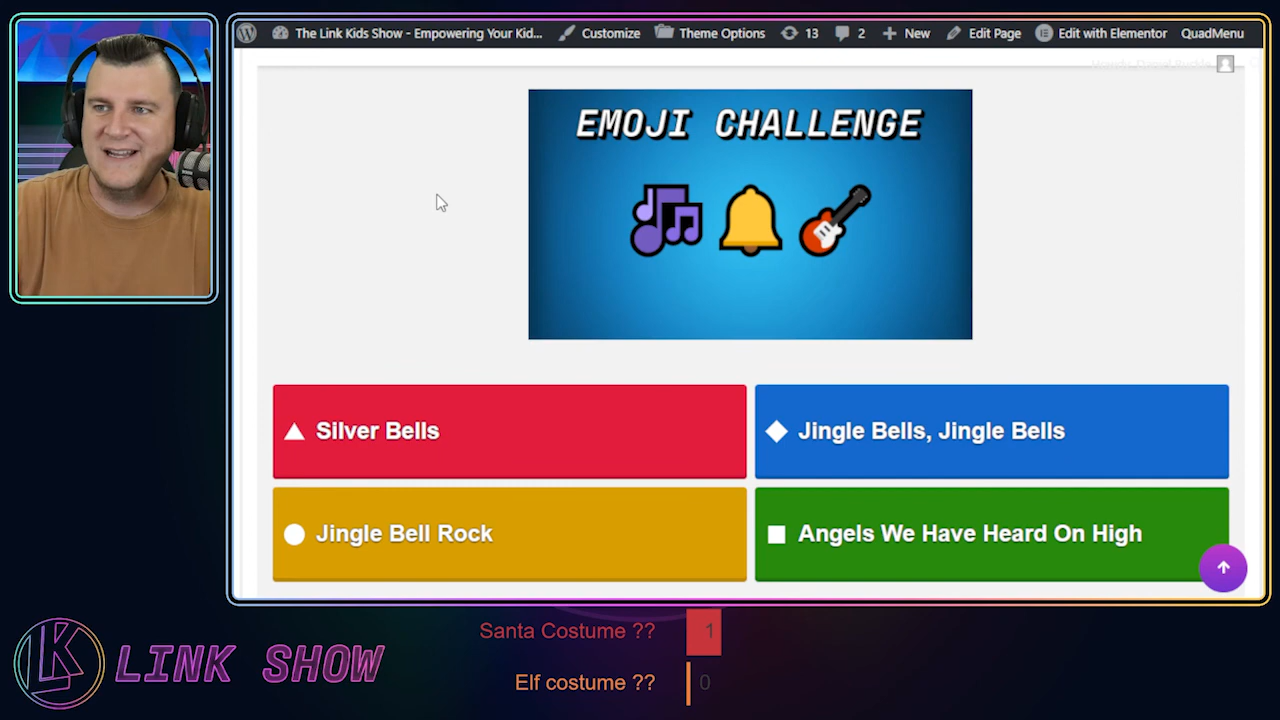 The Link Kids Show - Empowering Your Kid... Customize Theme Options 13 2 New Edit Page Edit with Elementor QuadMenu
EMOJI CHALLENGE
Silver Bells
Jingle Bells, Jingle Bells
Jingle Bell Rock
Angels We Have Heard On High
LINK SHOW
Santa Costume ?? 1
Elf costume ?? 0